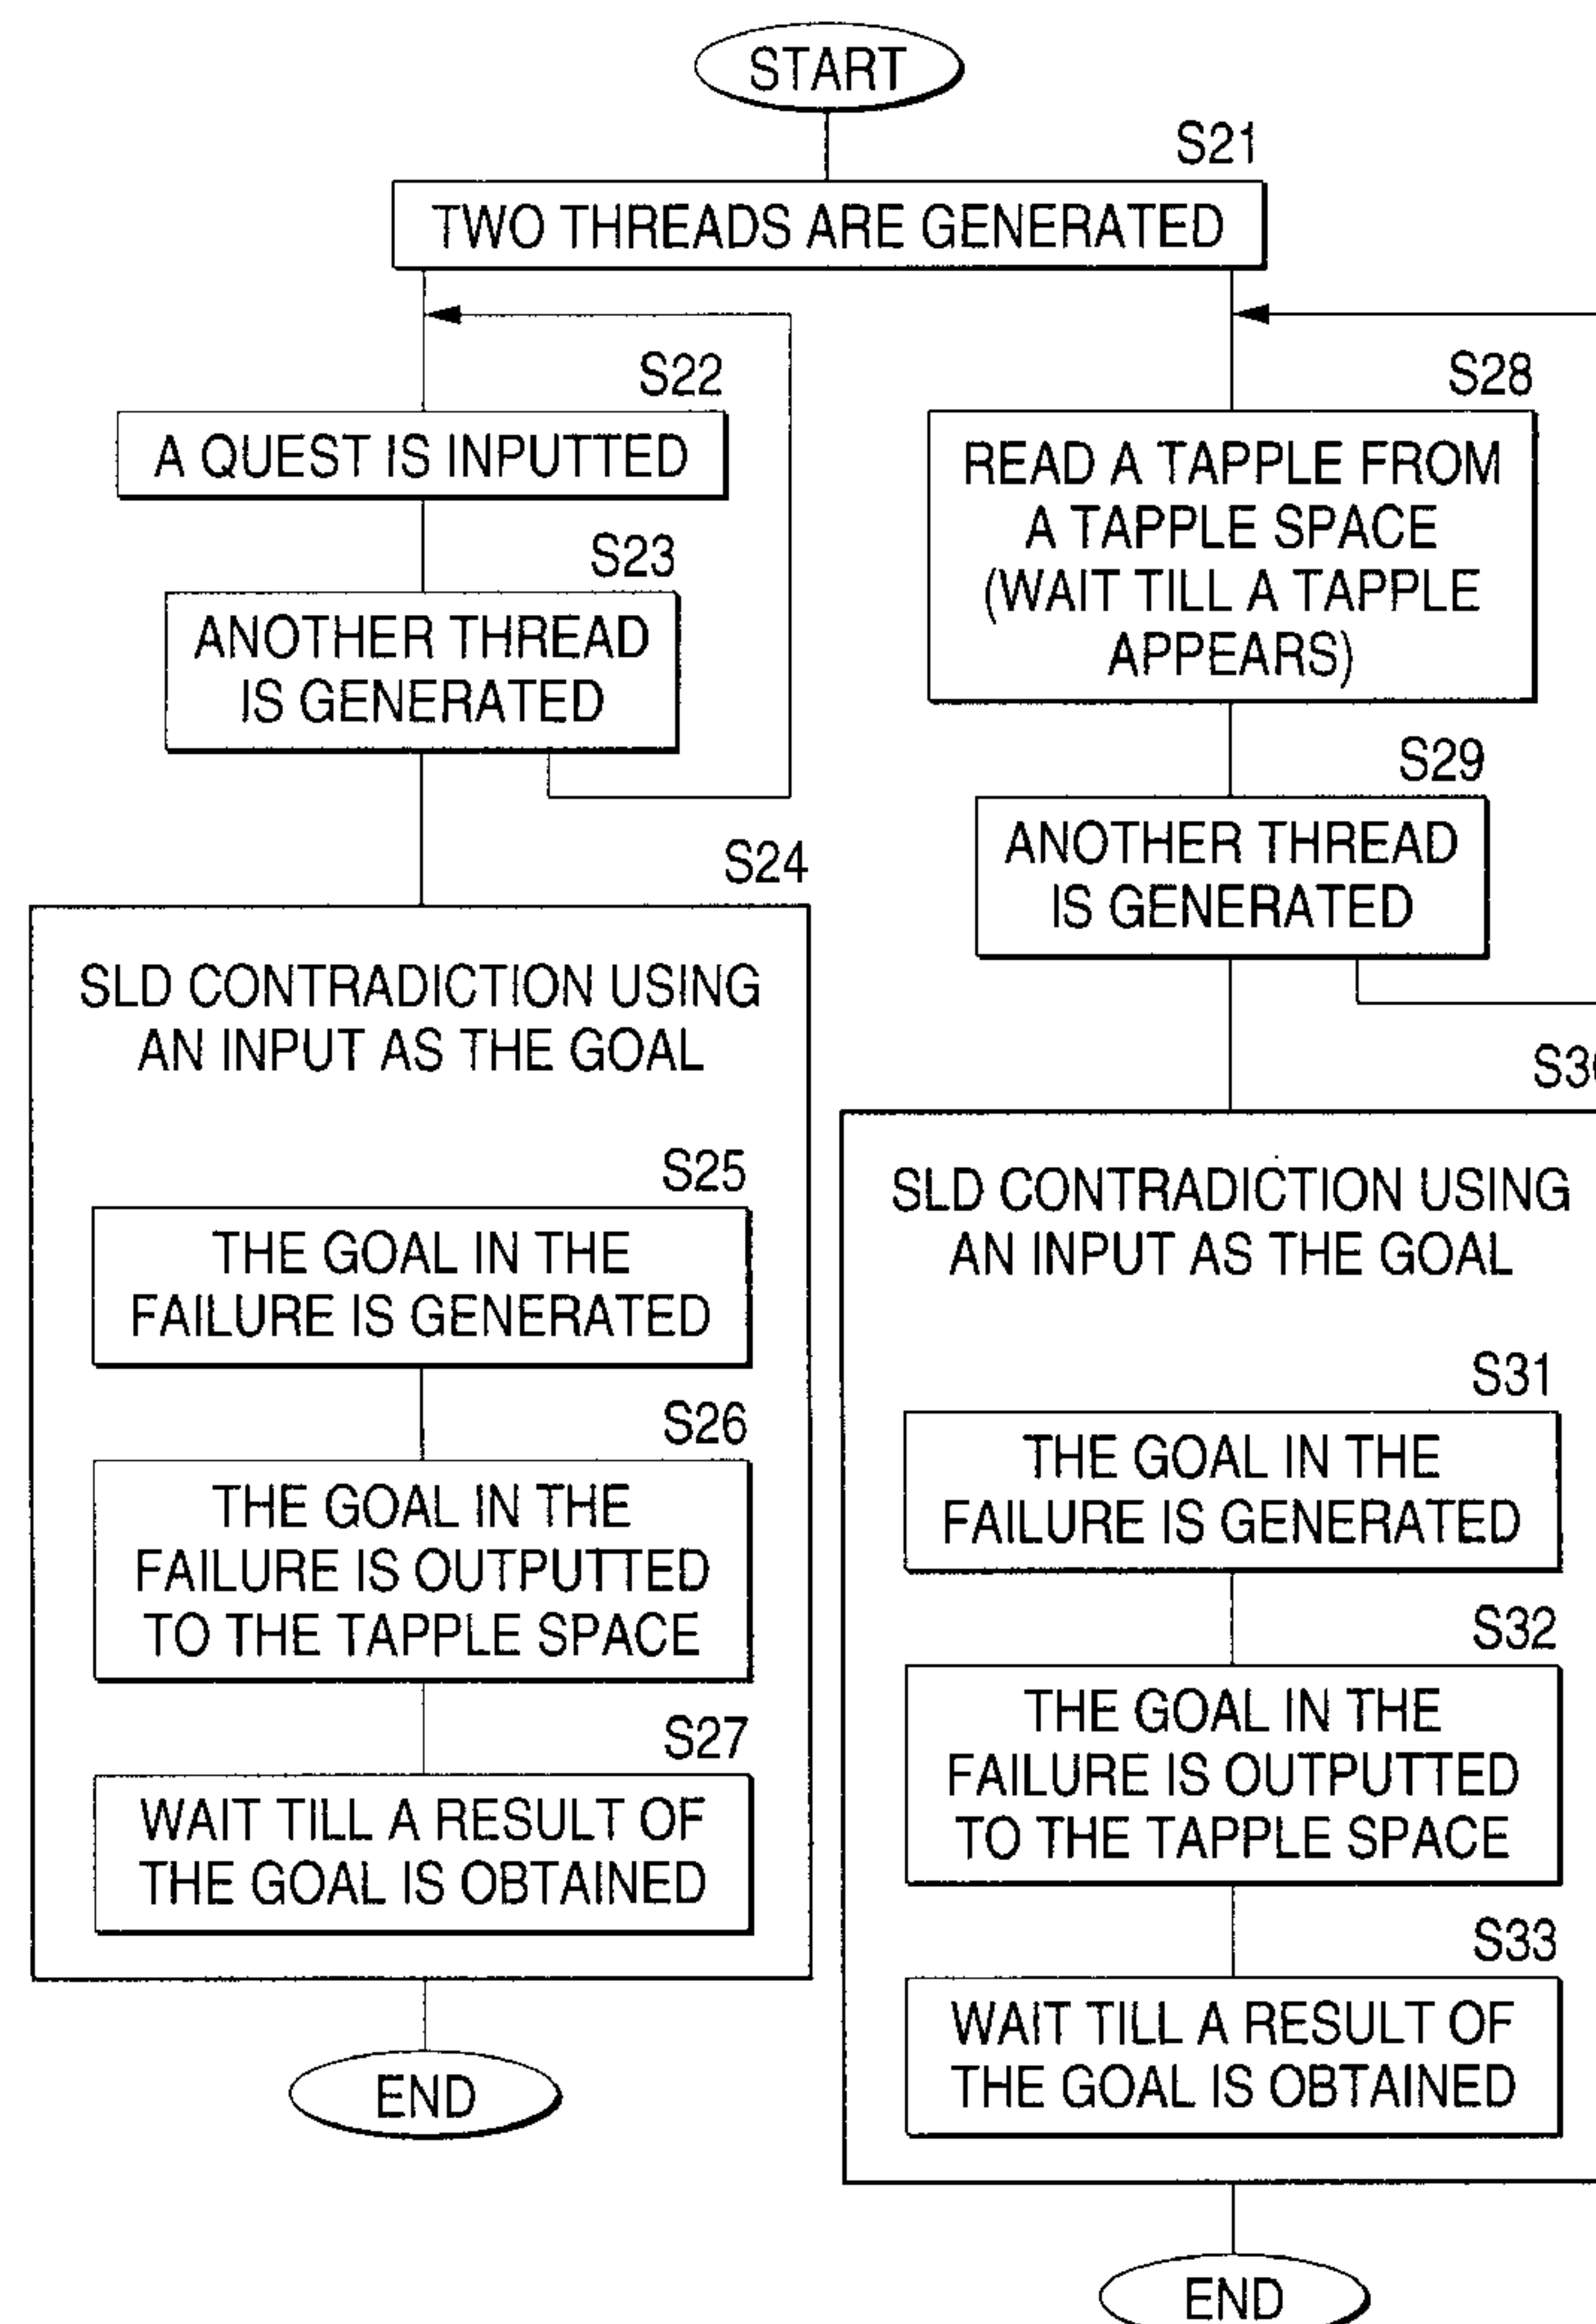 START
S21
TWO THREADS ARE GENERATED
S22
A QUEST IS INPUTTED
S23
ANOTHER THREAD
IS GENERATED
S24
SLD CONTRADICTION USING
AN INPUT AS THE GOAL
S25
THE GOAL IN THE
FAILURE IS GENERATED
S26
THE GOAL IN THE
FAILURE IS OUTPUTTED
TO THE TAPPLE SPACE
S27
WAIT TILL A RESULT OF
THE GOAL IS OBTAINED
END
S28
READ A TAPPLE FROM
A TAPPLE SPACE
(WAIT TILL A TAPPLE
APPEARS)
S29
ANOTHER THREAD
IS GENERATED
SLD CONTRADICTION USING
AN INPUT AS THE GOAL
S31
THE GOAL IN THE
FAILURE IS GENERATED
S32
THE GOAL IN THE
FAILURE IS OUTPUTTED
TO THE TAPPLE SPACE
S33
WAIT TILL A RESULT OF
THE GOAL IS OBTAINED
END